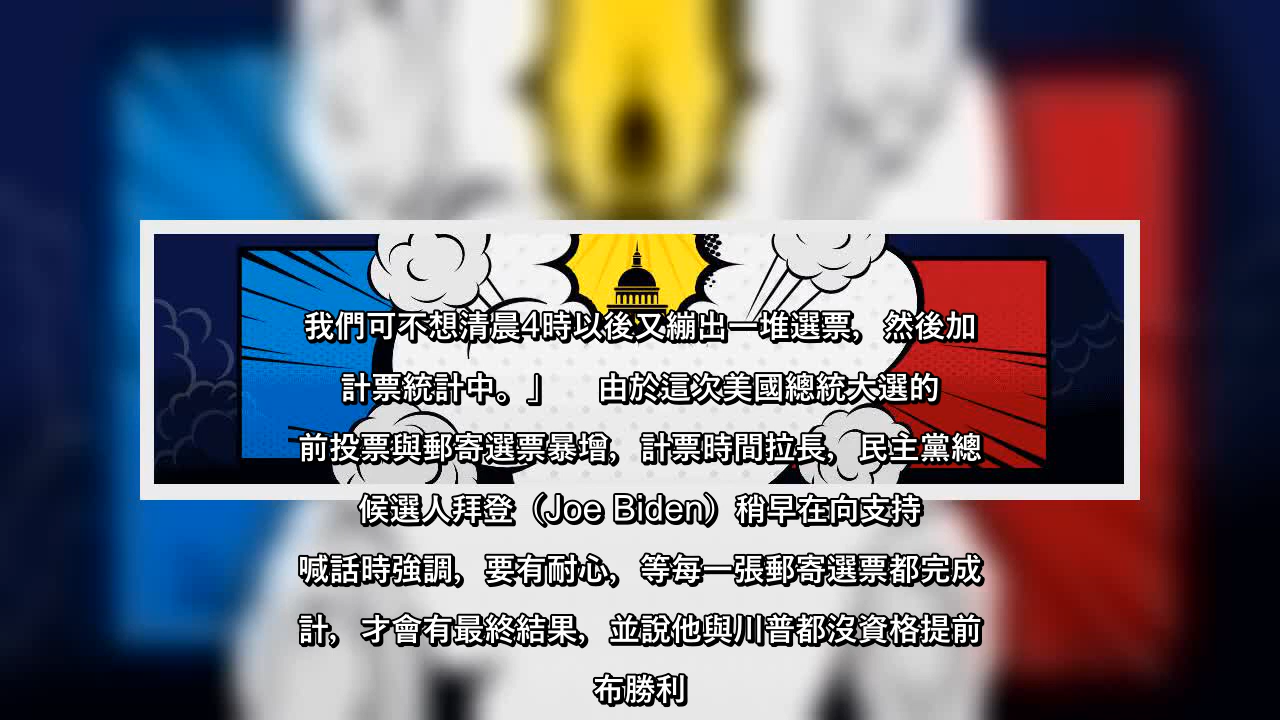 我們可不想清晨4時以後又繃出一堆選票，然後加
計票統計中。」　由於這次美國總統大選的
前投票與郵寄選票暴增，計票時間拉長，民主黨總
候選人拜登（Joe Biden）稍早在向支持
喊話時強調，要有耐心，等每一張郵寄選票都完成
計，才會有最終結果，並說他與川普都沒資格提前
布勝利